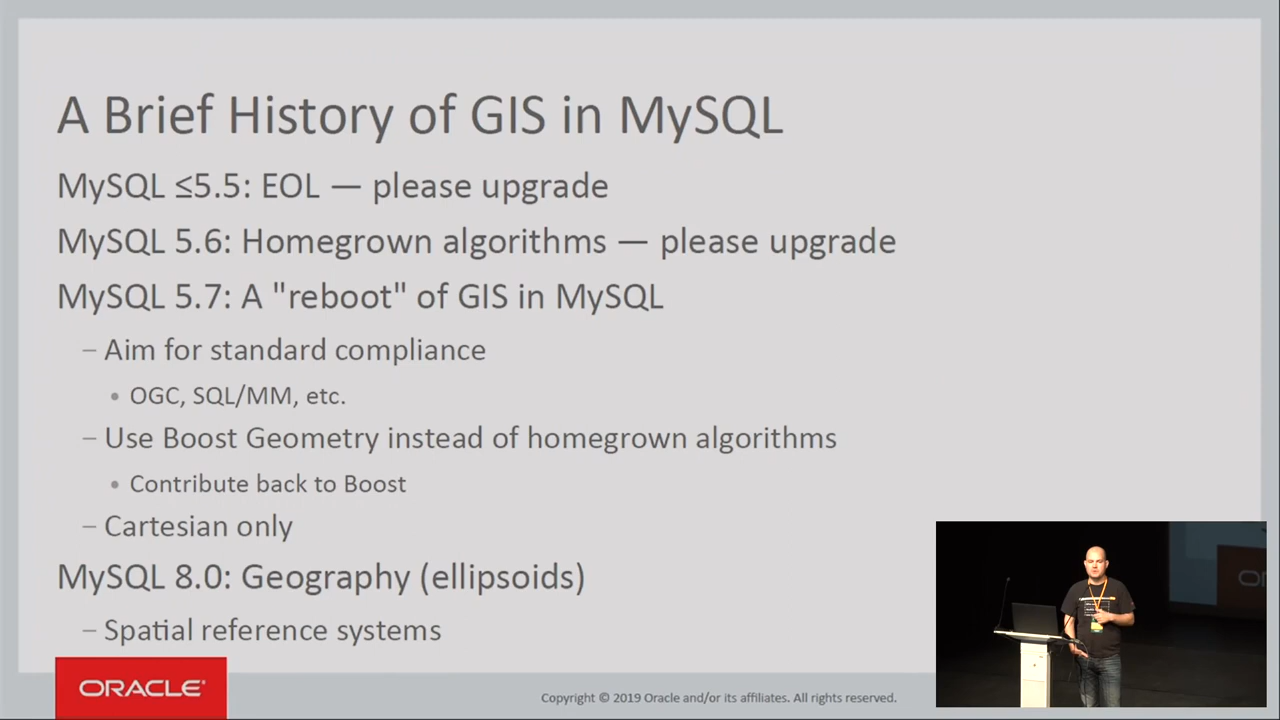 A Brief History of GIS in MySQL
MySQL ≤5.5: EOL — please upgrade
MySQL 5.6: Homegrown algorithms — please upgrade
MySQL 5.7: A "reboot" of GIS in MySQL
– Aim for standard compliance
• OGC, SQL/MM, etc.
– Use Boost Geometry instead of homegrown algorithms
• Contribute back to Boost
– Cartesian only
MySQL 8.0: Geography (ellipsoids)
– Spatial reference systems
ORACLE®
Copyright © 2019 Oracle and/or its affiliates. All rights reserved.